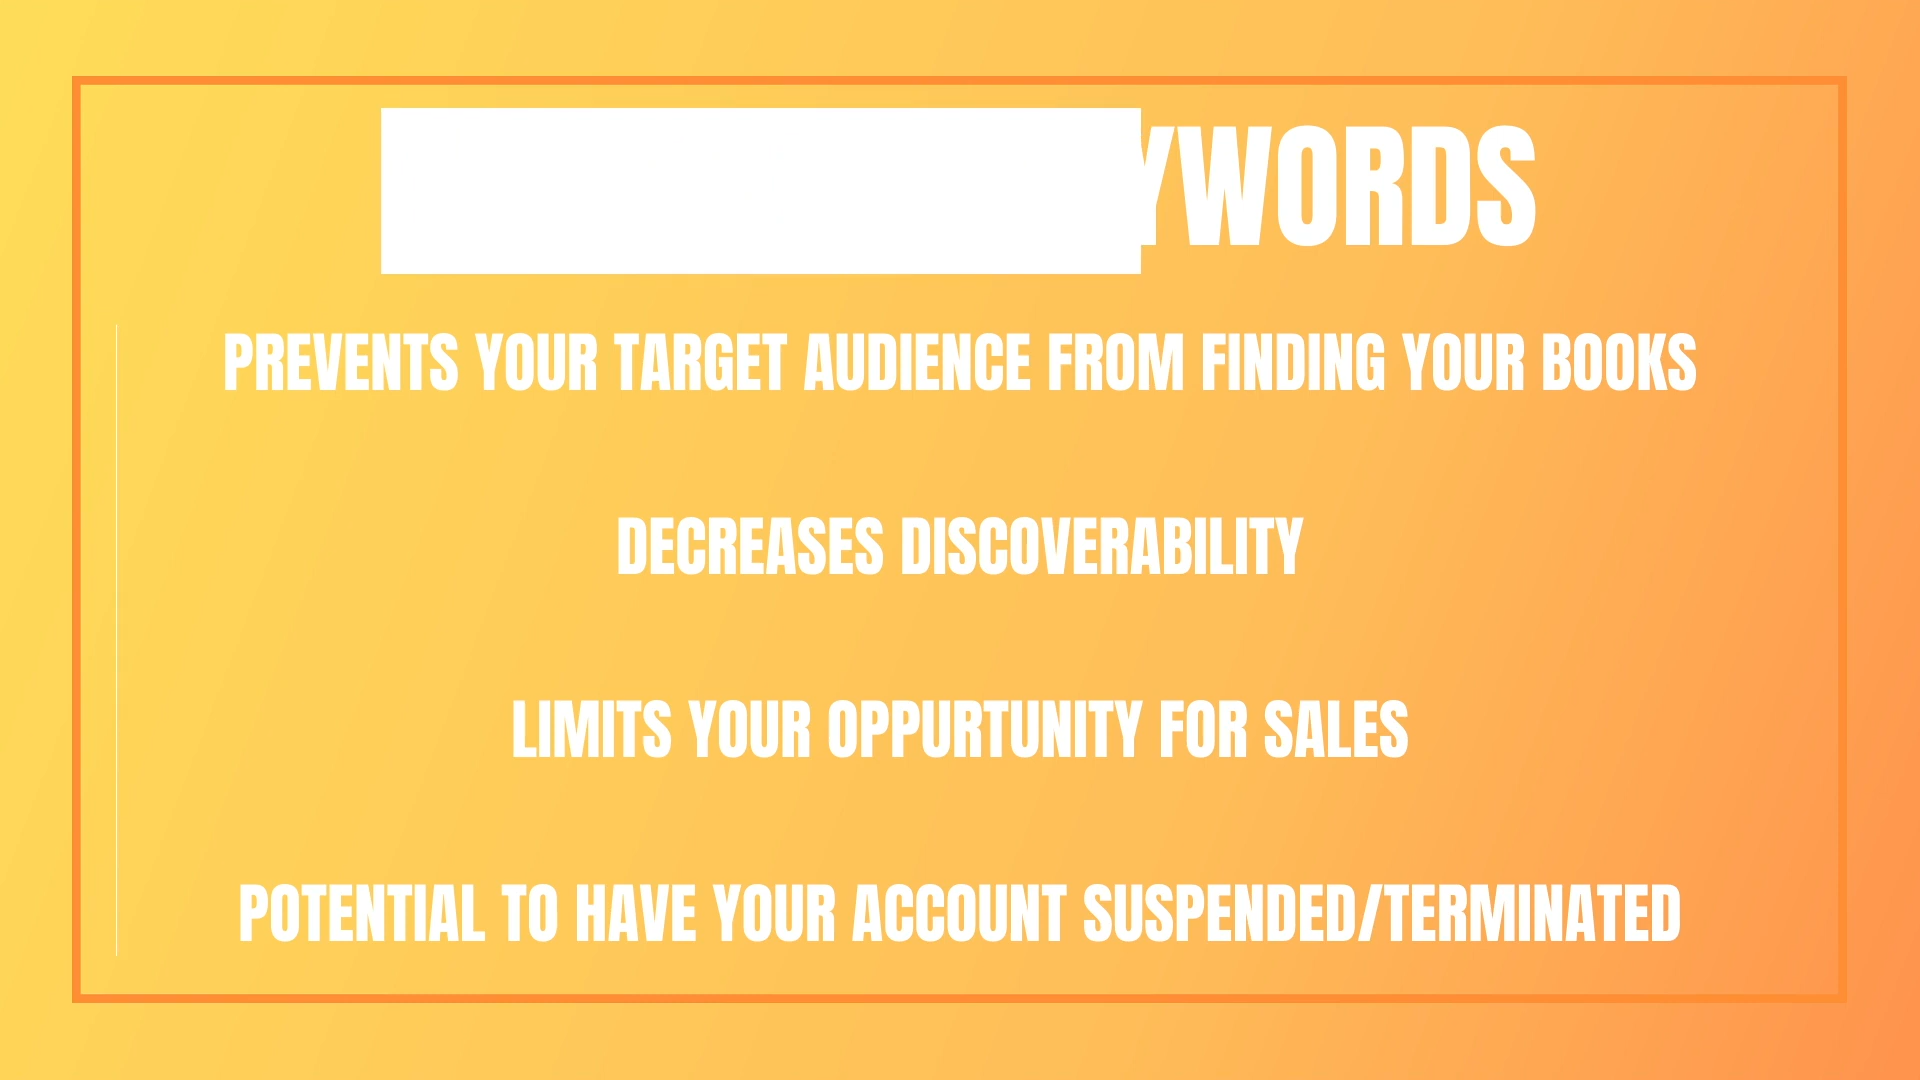 YWORDS
PREVENTS YOUR TARGET AUDIENCE FROM FINDING YOUR BOOKS
DECREASES DISCOVERABILITY
LIMITS YOUR OPPURTUNITY FOR SALES
POTENTIAL TO HAVE YOUR ACCOUNT SUSPENDED/TERMINATED